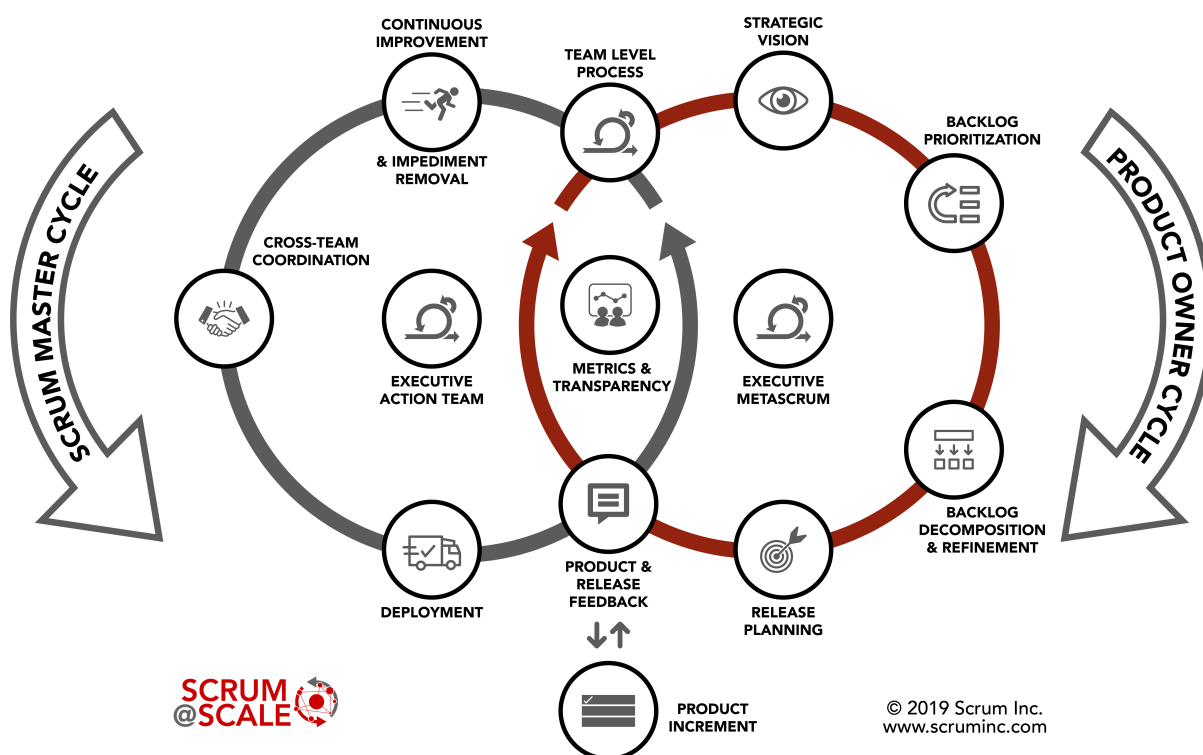 CONTINUOUS
IMPROVEMENT
& IMPEDIMENT
REMOVAL
TEAM LEVEL
PROCESS
STRATEGIC
VISION
BACKLOG
PRIORITIZATION
SCRUM MASTER CYCLE
PRODUCT OWNER CYCLE
CROSS-TEAM
COORDINATION
EXECUTIVE
ACTION TEAM
METRICS &
TRANSPARENCY
EXECUTIVE
METASCRUM
BACKLOG
DECOMPOSITION
& REFINEMENT
DEPLOYMENT
PRODUCT &
RELEASE
FEEDBACK
RELEASE
PLANNING
PRODUCT
INCREMENT
SCRUM
@SCALE
© 2019 Scrum Inc.
www.scruminc.com